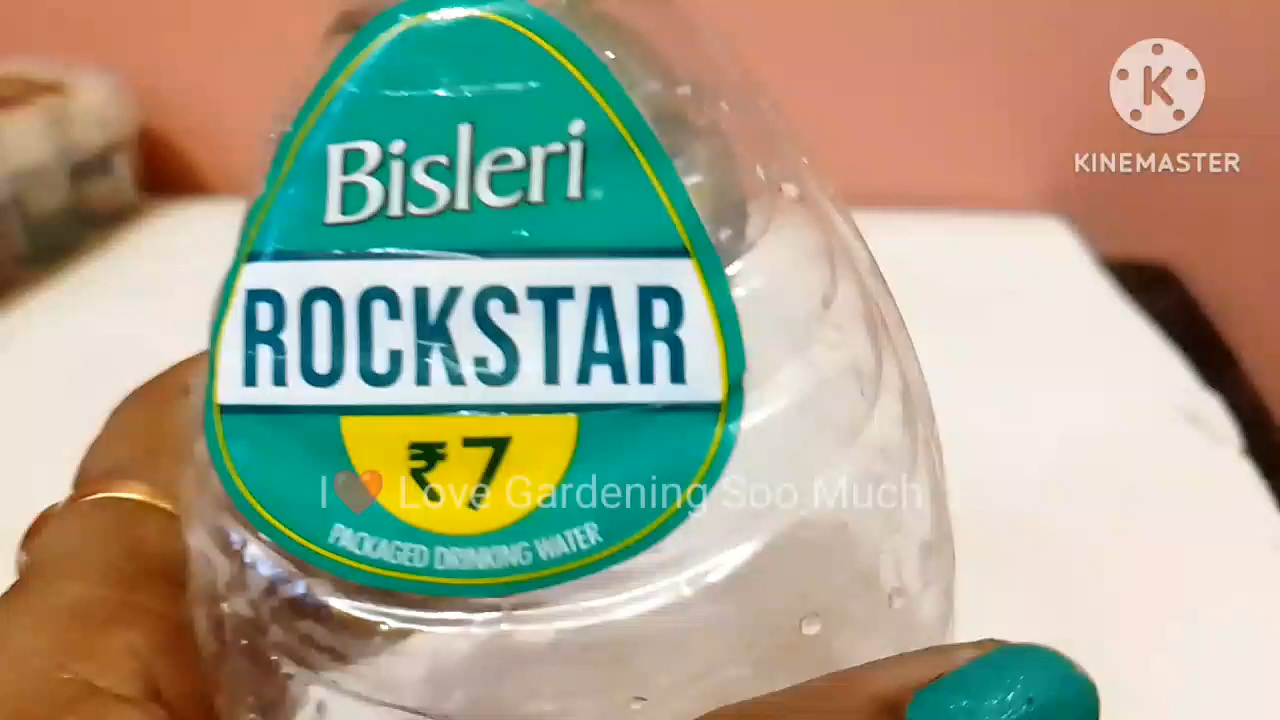 Bisleri
ROCKSTAR
₹7
PACKAGED DRINKING WATER
I🧡 Love Gardening Soo Much
K
KINEMASTER